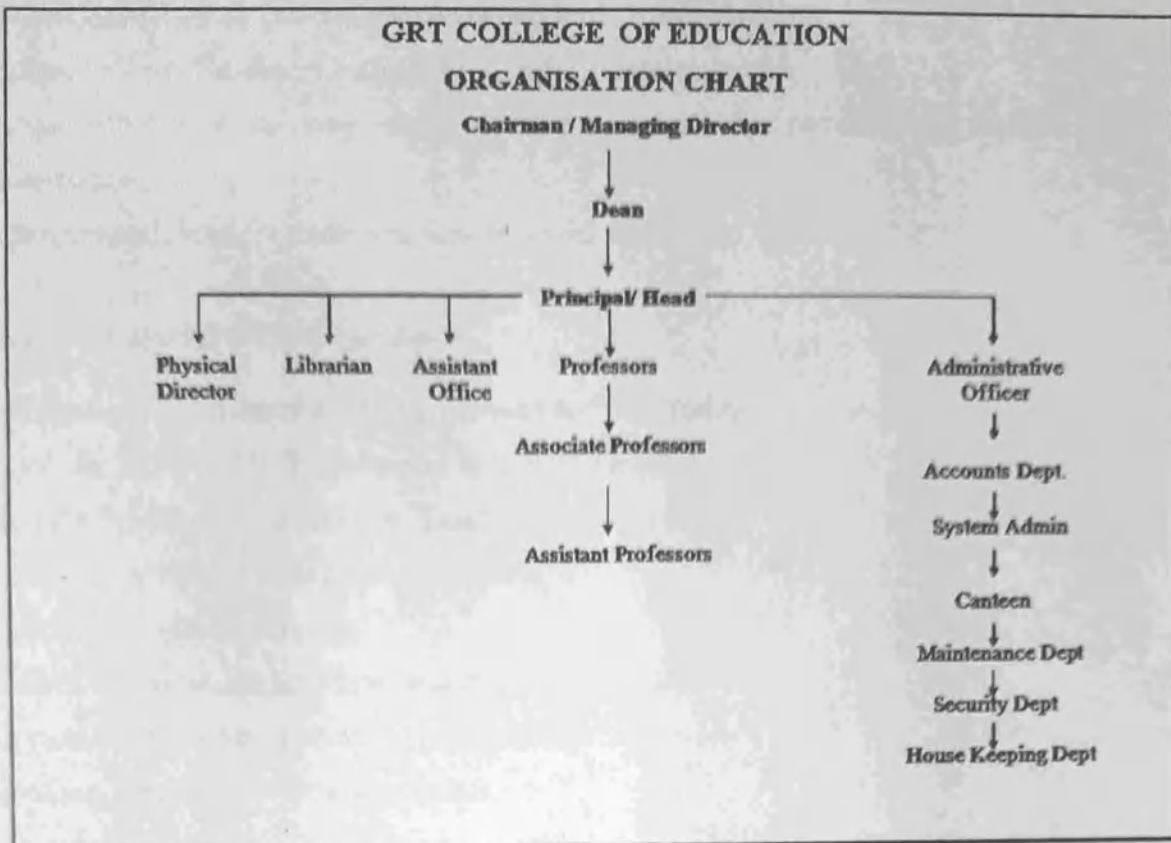 GRT COLLEGE OF EDUCATION
ORGANISATION CHART
Chairman / Managing Director
Dean
Principal/ Head
Physical
Director
Librarian
Assistant
Office
Professors
Administrative
Officer
Associate Professors
Accounts Dept.
System Admin
Assistant Professors
Canteen
Maintenance Dept
Security Dept
House Keeping Dept